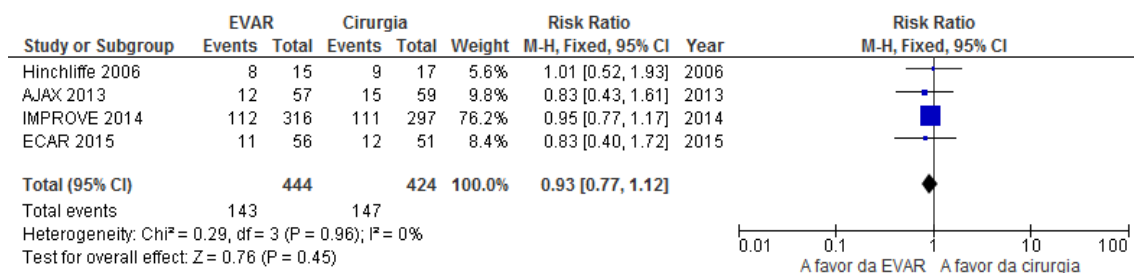 EVAR Cirurgia Risk Ratio Risk Ratio
Study or Subgroup Events Total Events Total Weight M-H, Fixed, 95% CI Year M-H, Fixed, 95% CI
Hinchliffe 2006 8 15 9 17 5.6% 1.01 [0.52, 1.93] 2006
AJAX 2013 12 57 15 59 9.8% 0.83 [0.43, 1.61] 2013
IMPROVE 2014 112 316 111 297 76.2% 0.95 [0.77, 1.17] 2014
ECAR 2015 11 56 12 51 8.4% 0.83 [0.40, 1.72] 2015
Total (95% CI) 444 424 100.0% 0.93 [0.77, 1.12]
Total events 143 147
Heterogeneity: Chi² = 0.29, df = 3 (P = 0.96); I² = 0%
Test for overall effect: Z = 0.76 (P = 0.45)
0.01 0.1 1 10 100
A favor da EVAR A favor da cirurgia